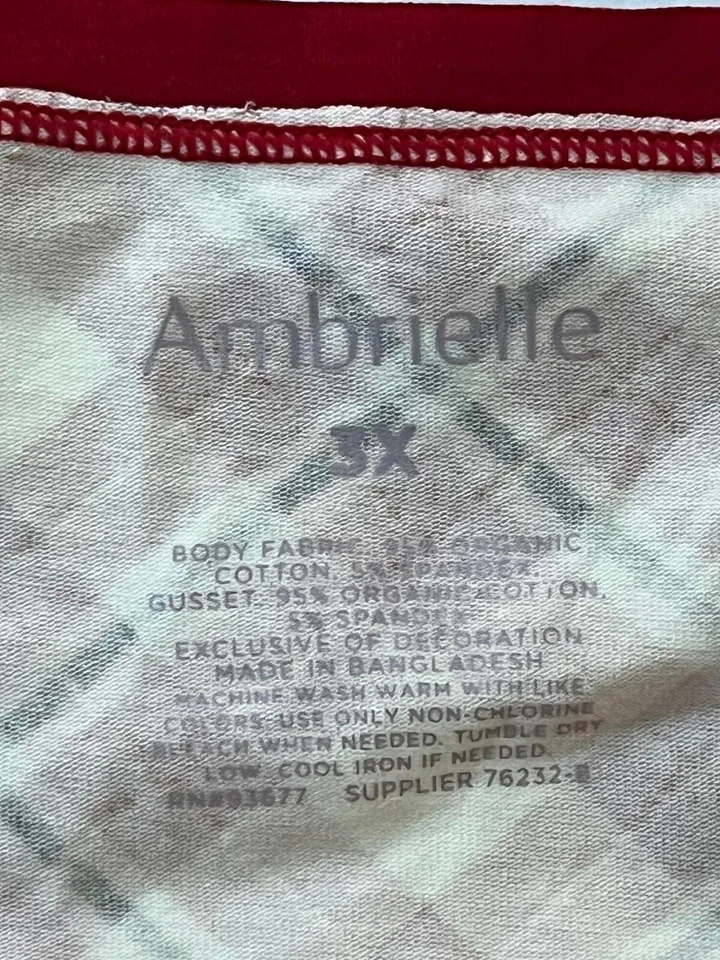 Ambrielle
3X
BODY FABRIC: 95% ORGANIC
COTTON, 5% SPANDEX.
GUSSET: 95% ORGANIC COTTON,
5% SPANDEX
EXCLUSIVE OF DECORATION
MADE IN BANGLADESH
MACHINE WASH WARM WITH LIKE
COLORS. USE ONLY NON-CHLORINE
BLEACH WHEN NEEDED. TUMBLE DRY
LOW. COOL IRON IF NEEDED.
RN#93677 SUPPLIER